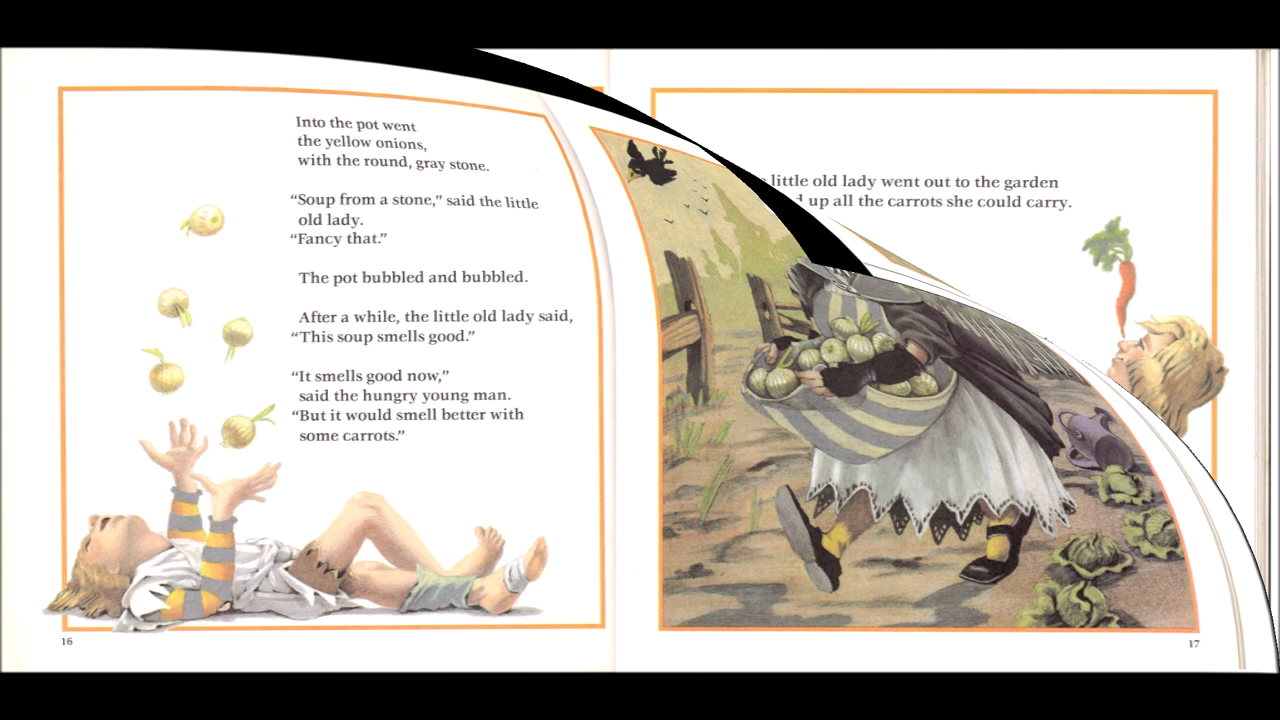 Into the pot went
the yellow onions,
with the round, gray stone.
“Soup from a stone,” said the little
old lady.
“Fancy that.”
The pot bubbled and bubbled.
After a while, the little old lady said,
“This soup smells good.”
“It smells good now,”
said the hungry young man.
“But it would smell better with
some carrots.”
16
little old lady went out to the garden
up all the carrots she could carry.
17